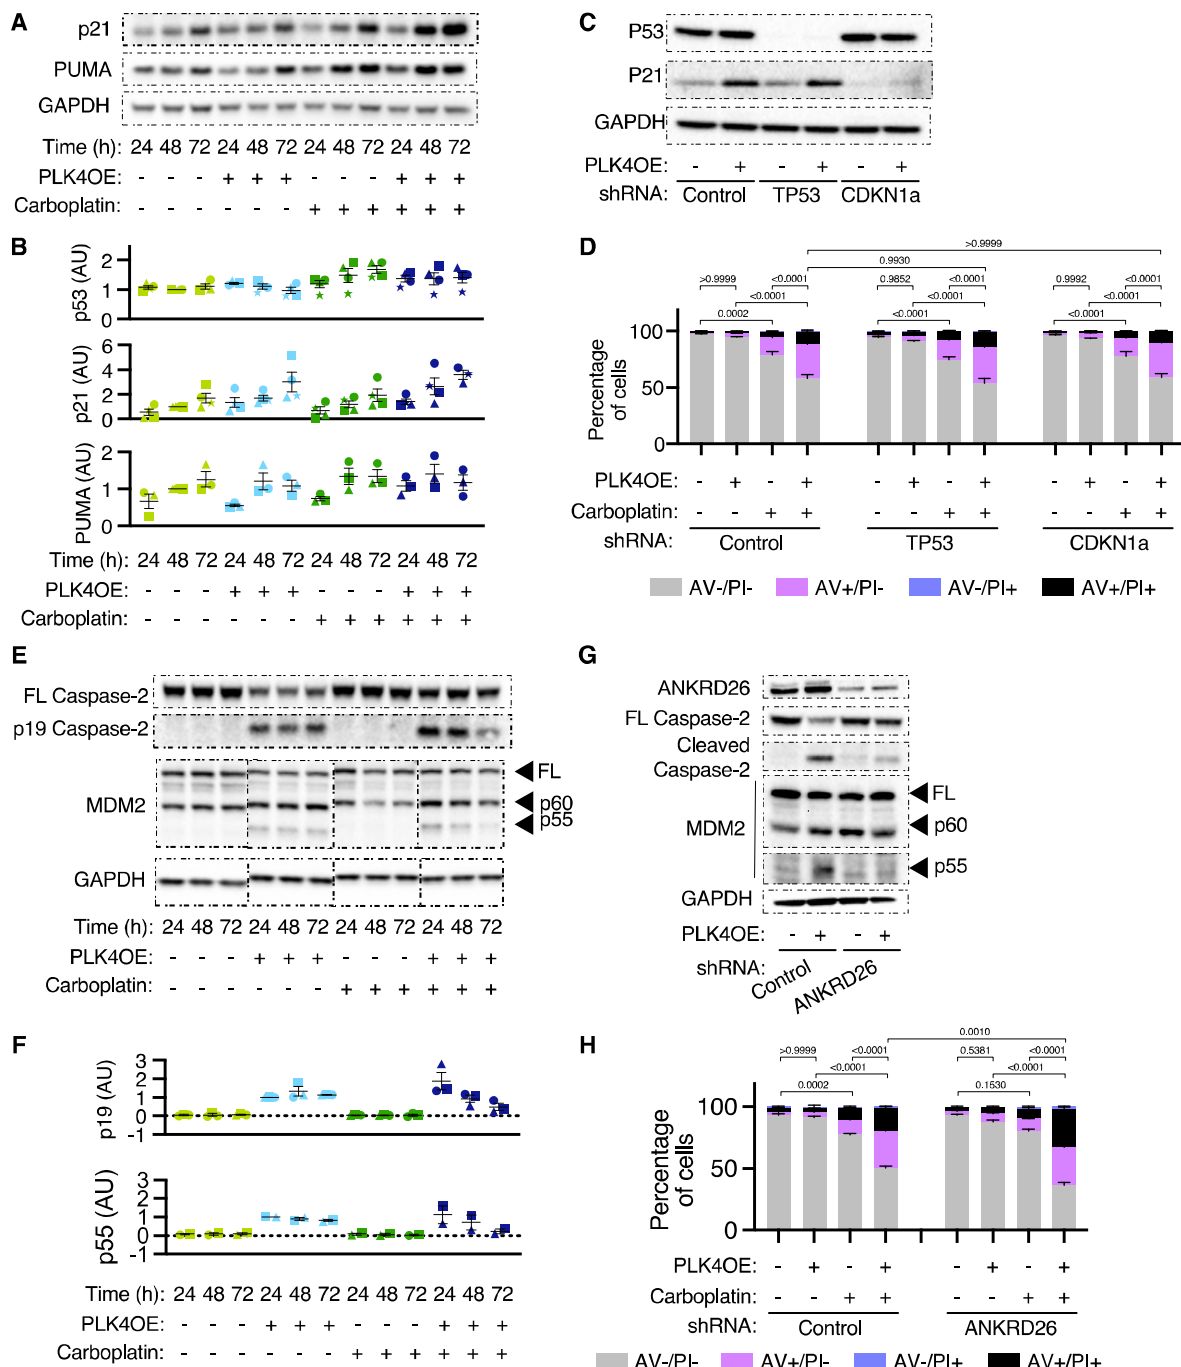 A
p21
PUMA
GAPDH
Time (h): 24 48 72 24 48 72 24 48 72 24 48 72
PLK4OE: - - - + + + - - - + + +
Carboplatin: - - - - - - + + + + + +
B
p53 (AU)
2
1
0
p21 (AU)
6
4
2
0
PUMA (AU)
2
1
0
Time (h): 24 48 72 24 48 72 24 48 72 24 48 72
PLK4OE: - - - + + + - - - + + +
Carboplatin: - - - - - - + + + + + +
C
P53
P21
GAPDH
PLK4OE: - + - + - +
shRNA: Control TP53 CDKN1a
D
>0.9999
0.9930
>0.9999 <0.0001 0.9852 <0.0001 0.9992 <0.0001
<0.0001 <0.0001 <0.0001
0.0002 <0.0001 <0.0001
Percentage of cells
100
50
0
PLK4OE: - + - + - + - + - + - +
Carboplatin: - - + + - - + + - - + +
shRNA: Control TP53 CDKN1a
AV-/PI- AV+/PI- AV-/PI+ AV+/PI+
E
FL Caspase-2
p19 Caspase-2
MDM2
FL
p60
p55
GAPDH
Time (h): 24 48 72 24 48 72 24 48 72 24 48 72
PLK4OE: - - - + + + - - - + + +
Carboplatin: - - - - - - + + + + + +
F
p19 (AU)
3
2
1
0
-1
p55 (AU)
3
2
1
0
-1
Time (h): 24 48 72 24 48 72 24 48 72 24 48 72
PLK4OE: - - - + + + - - - + + +
Carboplatin: - - - - - - + + + + + +
G
ANKRD26
FL Caspase-2
Cleaved
Caspase-2
MDM2
FL
p60
p55
GAPDH
PLK4OE: - + - +
shRNA: Control ANKRD26
H
0.0010
>0.9999 <0.0001 0.5381 <0.0001
<0.0001 <0.0001
0.0002 0.1530
Percentage of cells
100
50
0
PLK4OE: - + - + - + - +
Carboplatin: - - + + - - + +
shRNA: Control ANKRD26
AV-/PI- AV+/PI- AV-/PI+ AV+/PI+